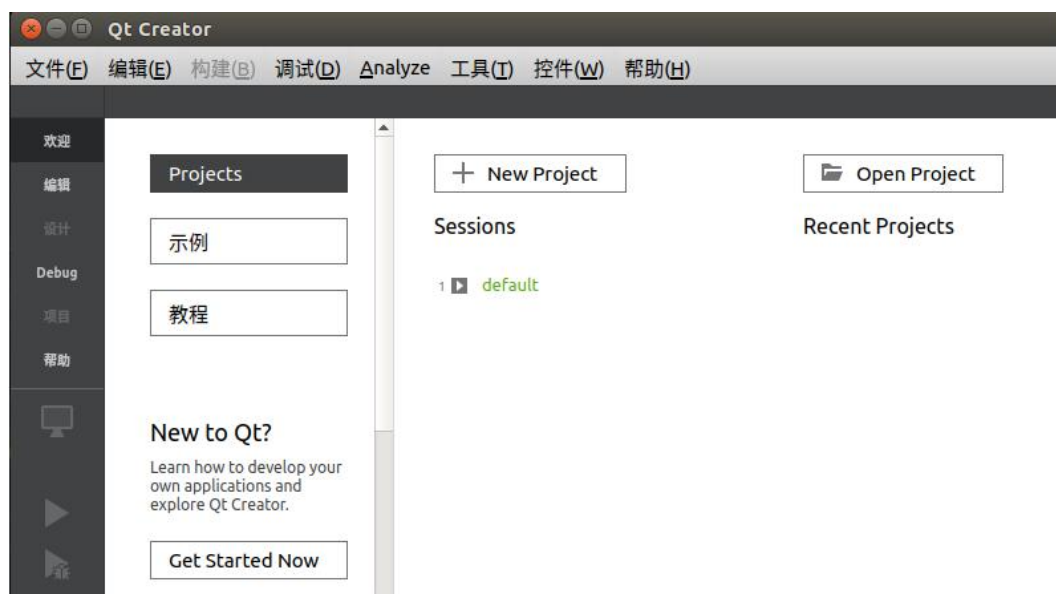 Qt Creator
文件(F) 编辑(E) 构建(B) 调试(D) Analyze 工具(T) 控件(W) 帮助(H)
欢迎
编辑
设计
Debug
项目
帮助
Projects
示例
教程
New to Qt?
Learn how to develop your
own applications and
explore Qt Creator.
Get Started Now
New Project
Sessions
1 default
Open Project
Recent Projects